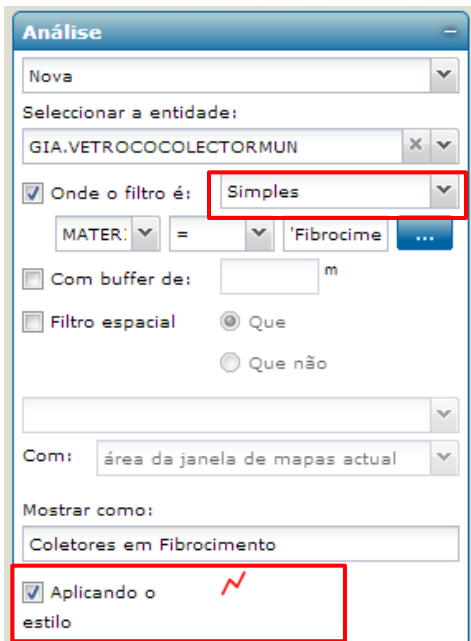 Análise
Nova
Seleccionar a entidade:
GIA.VETROCOCOLECTORMUN
Onde o filtro é: Simples
MATER: = 'Fibrocime ...
Com buffer de: m
Filtro espacial Que
Que não
Com: área da janela de mapas actual
Mostrar como:
Coletores em Fibrocimento
Aplicando o
estilo